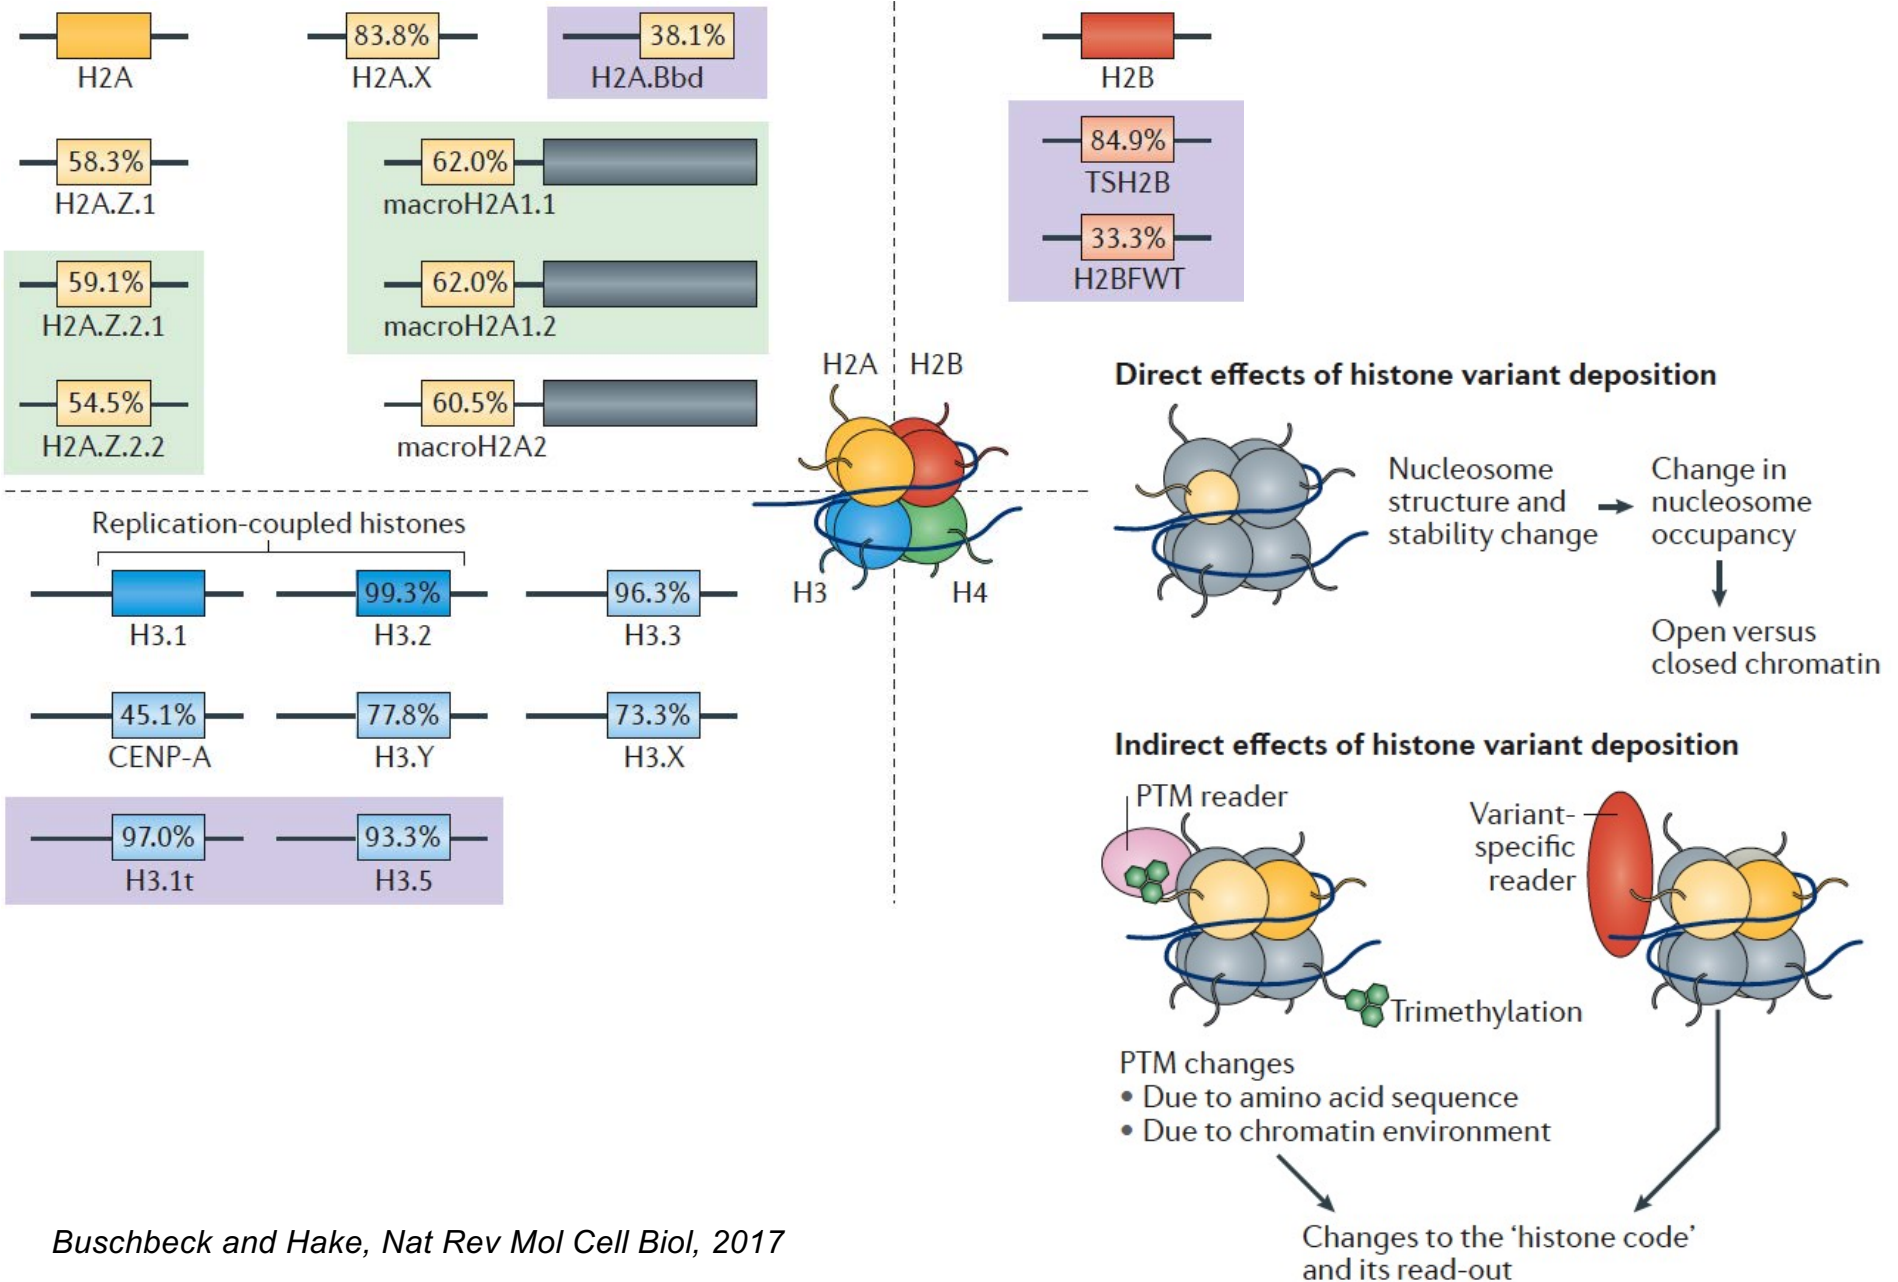 H2A
83.8%
H2A.X
38.1%
H2A.Bbd
58.3%
H2A.Z.1
62.0%
macroH2A1.1
59.1%
H2A.Z.2.1
62.0%
macroH2A1.2
54.5%
H2A.Z.2.2
60.5%
macroH2A2
H2B
84.9%
TSH2B
33.3%
H2BFWT
H2A
H2B
H3
H4
Replication-coupled histones
H3.1
99.3%
H3.2
96.3%
H3.3
45.1%
CENP-A
77.8%
H3.Y
73.3%
H3.X
97.0%
H3.1t
93.3%
H3.5
Direct effects of histone variant deposition
Nucleosome
structure and
stability change
Change in
nucleosome
occupancy
Open versus
closed chromatin
Indirect effects of histone variant deposition
PTM reader
Variant-
specific
reader
Trimethylation
PTM changes
• Due to amino acid sequence
• Due to chromatin environment
Changes to the ‘histone code’
and its read-out
Buschbeck and Hake, Nat Rev Mol Cell Biol, 2017